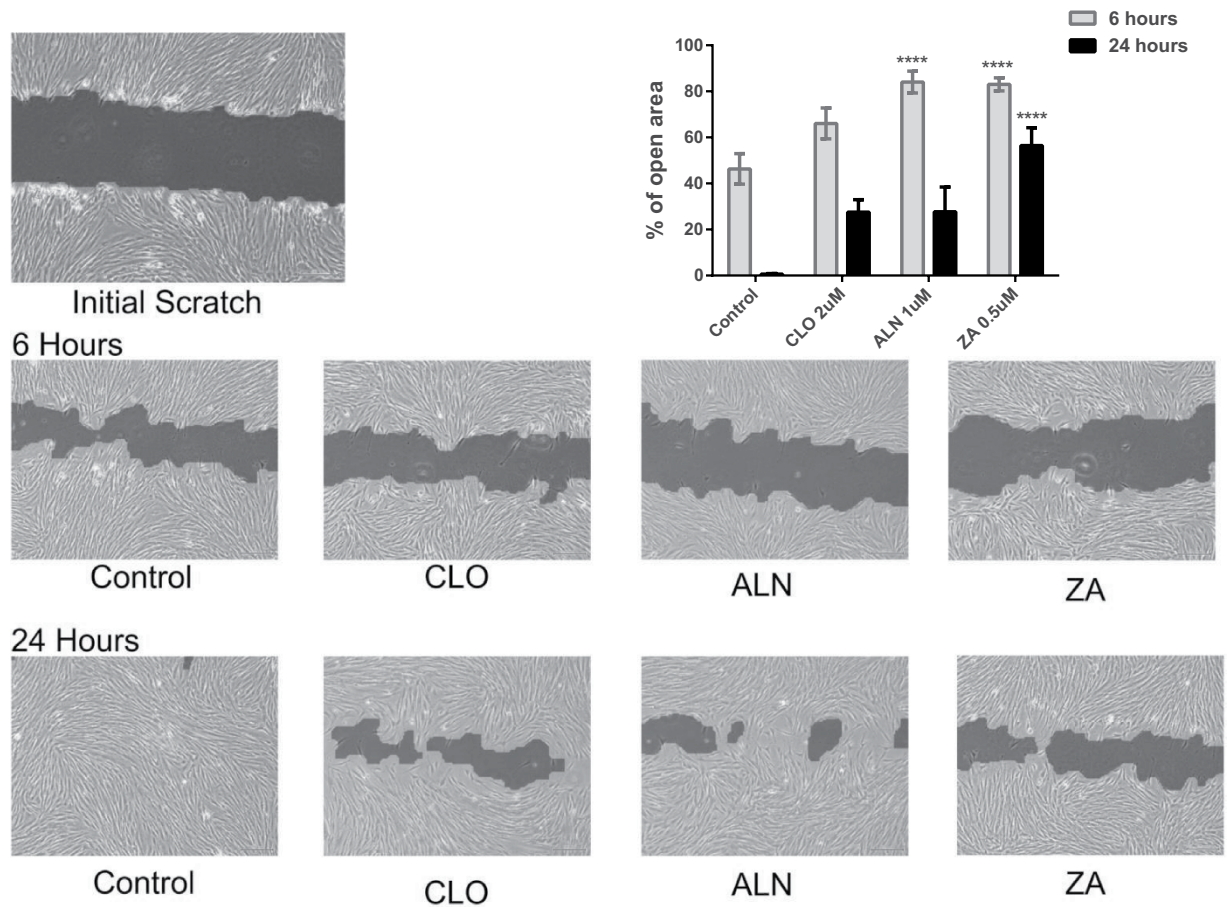 6 hours
24 hours
100
80
60
40
20
0
% of open area
****
****
****
Control
CLO 2uM
ALN 1uM
ZA 0.5uM
Initial Scratch
6 Hours
Control
CLO
ALN
ZA
24 Hours
Control
CLO
ALN
ZA